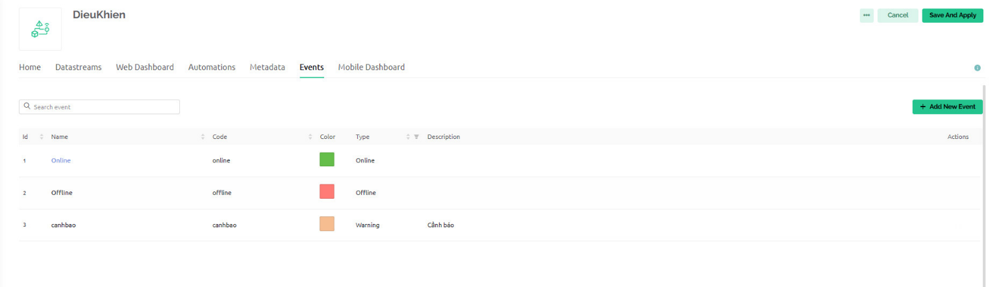 DieuKhien
Cancel
Save And Apply
Home Datastreams Web Dashboard Automations Metadata Events Mobile Dashboard
Search event
+ Add New Event
Id Name Code Color Type Description Actions
1 Online online Online
2 Offline offline Offline
3 canhbao canhbao Warning Cảnh báo